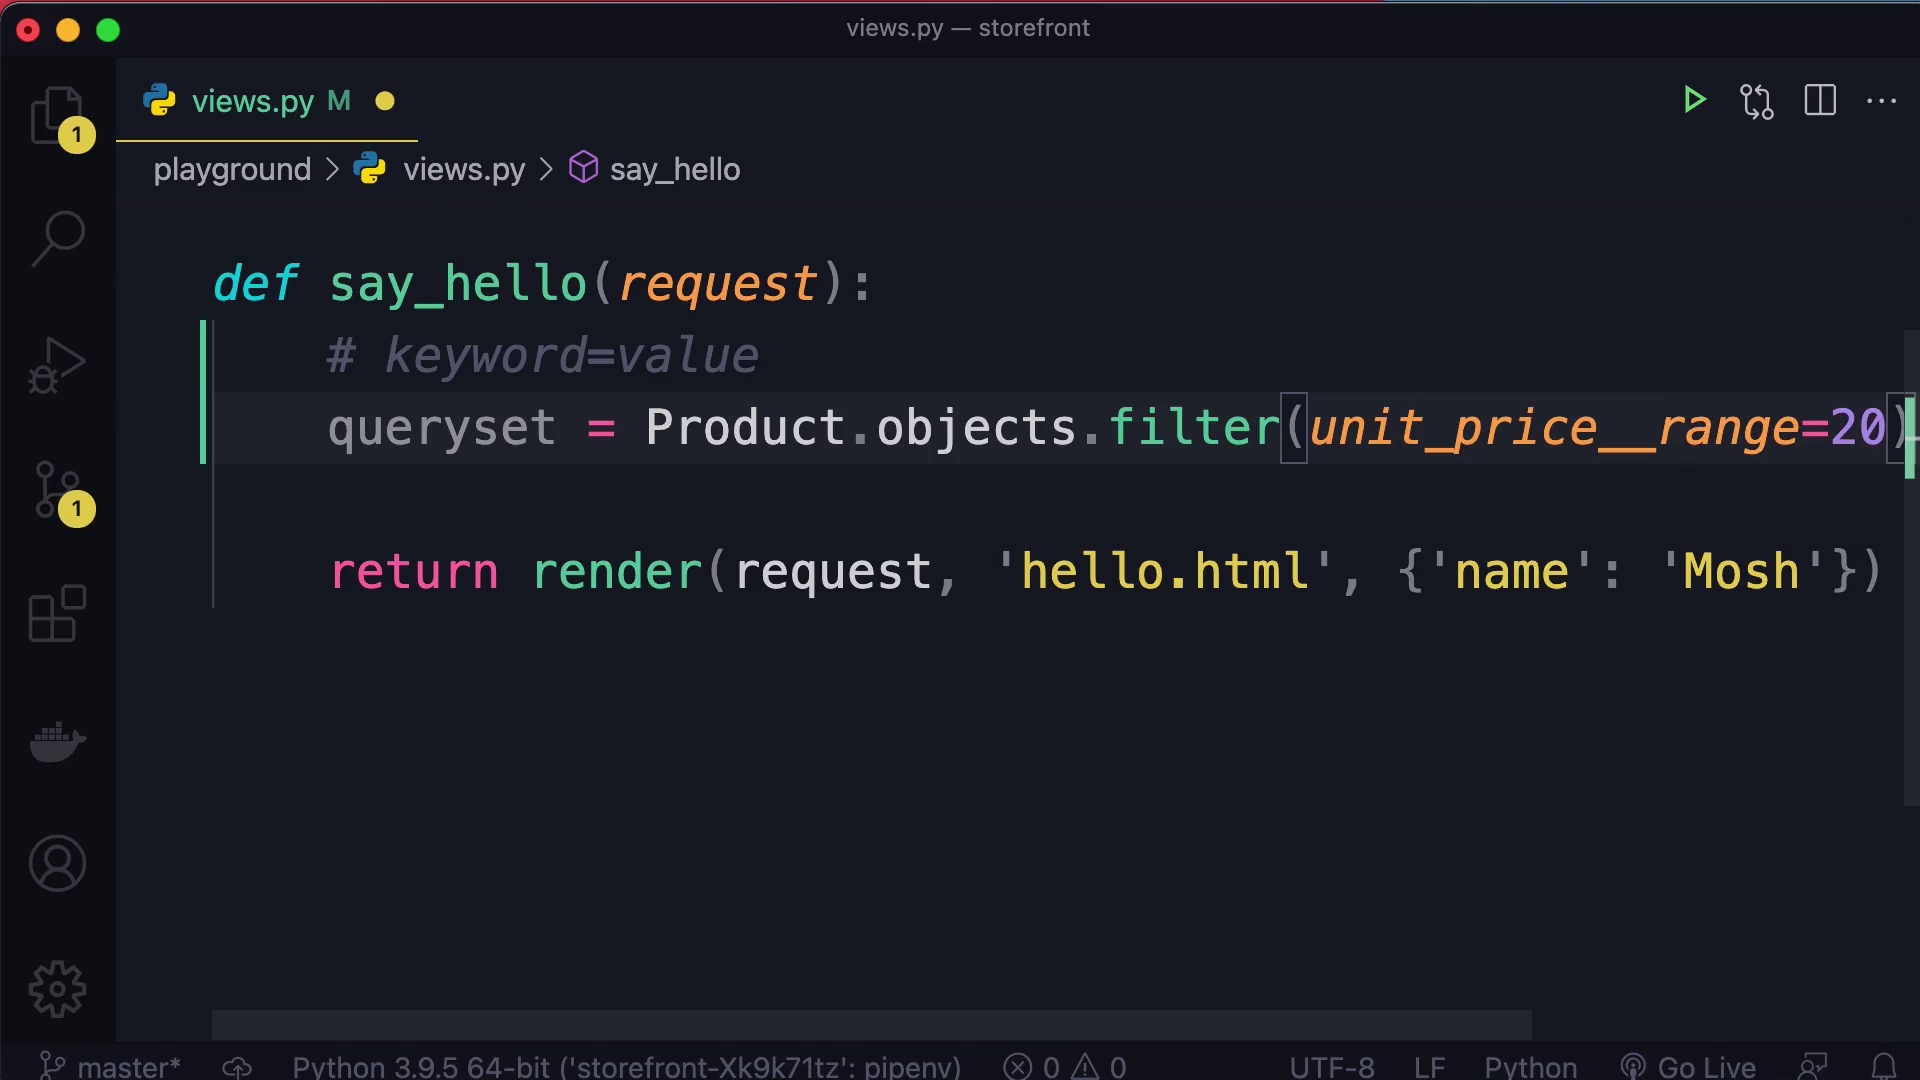 views.py — storefront
views.py M
playground > views.py > say_hello
1
def say_hello(request):
# keyword=value
queryset = Product.objects.filter(unit_price__range=20)
1
return render(request, 'hello.html', {'name': 'Mosh'})
master* Python 3.9.5 64-bit ('storefront-Xk9k71tz': pipenv) 0 0 UTF-8 LF Python Go Live